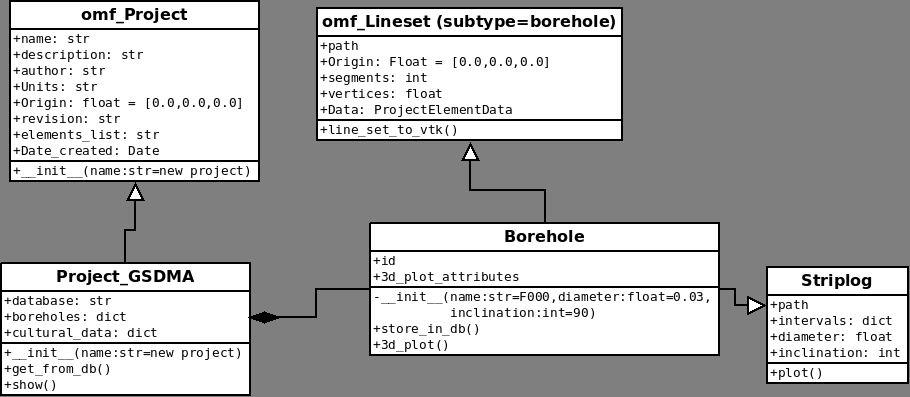 omf_Project
+name: str
+description: str
+author: str
+Units: str
+Origin: float = [0.0,0.0,0.0]
+revision: str
+elements_list: str
+Date_created: Date
+__init__(name:str=new project)
omf_Lineset (subtype=borehole)
+path
+Origin: Float = [0.0,0.0,0.0]
+segments: int
+vertices: float
+Data: ProjectElementData
+line_set_to_vtk()
Project_GSDMA
+database: str
+boreholes: dict
+cultural_data: dict
+__init__(name:str=new project)
+get_from_db()
+show()
Borehole
+id
+3d_plot_attributes
-__init__(name:str=F000,diameter:float=0.03,
inclination:int=90)
+store_in_db()
+3d_plot()
Striplog
+path
+intervals: dict
+diameter: float
+inclination: int
+plot()